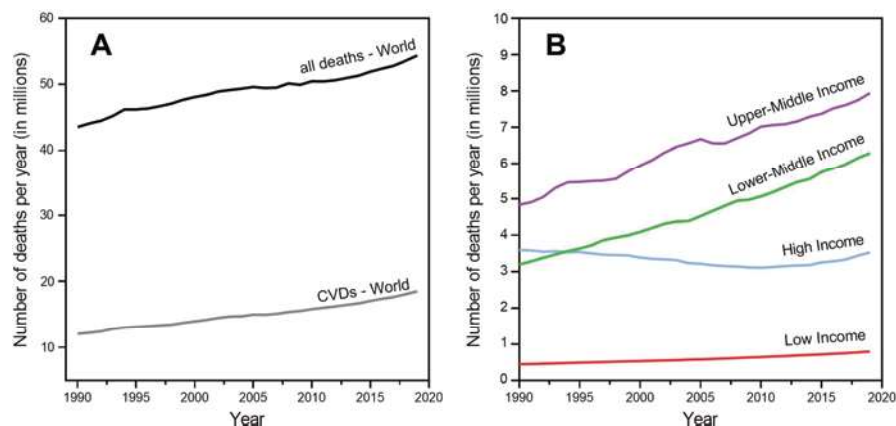 A
all deaths - World
CVDs - World
Number of deaths per year (in millions)
60
50
40
30
20
10
1990
1995
2000
2005
2010
2015
2020
Year
B
Upper-Middle Income
Lower-Middle Income
High Income
Low Income
Number of deaths per year (in millions)
10
9
8
7
6
5
4
3
2
1
0
1990
1995
2000
2005
2010
2015
2020
Year